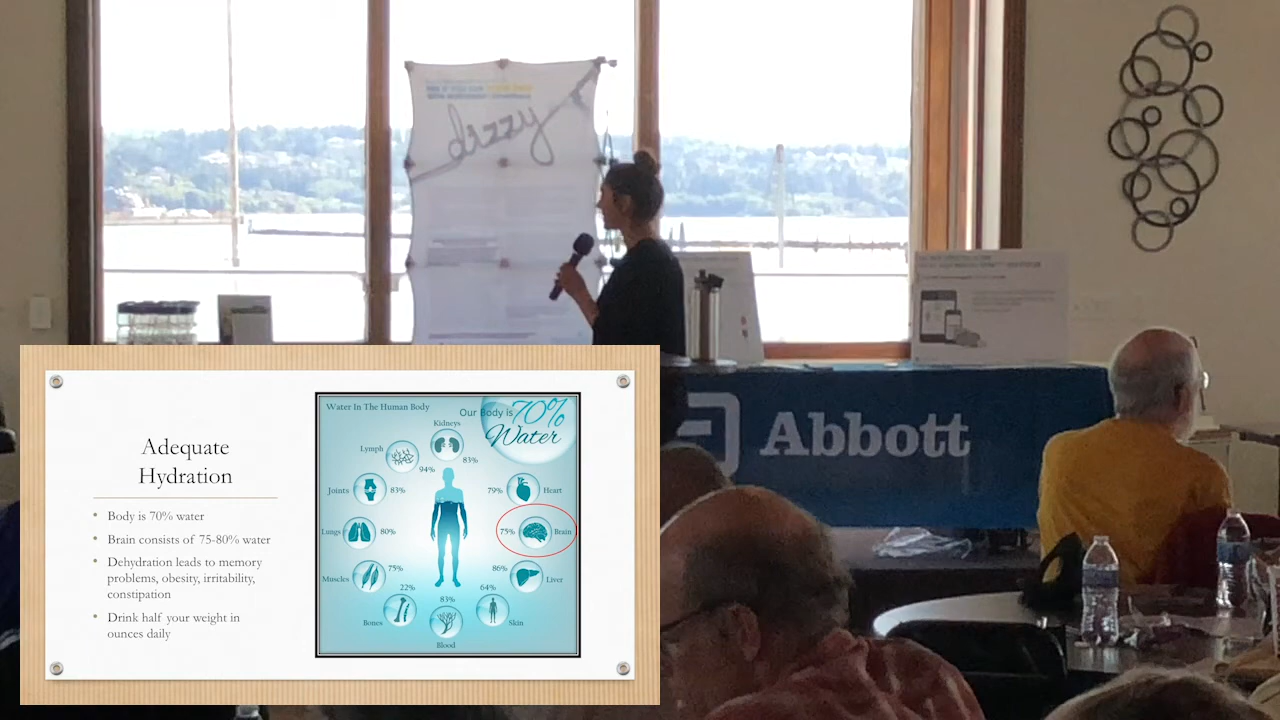 dizzy
Abbott
Adequate
Hydration
• Body is 70% water
• Brain consists of 75-80% water
• Dehydration leads to memory
problems, obesity, irritability,
constipation
• Drink half your weight in
ounces daily
Water In The Human Body
Our Body is 70%
Water
Kidneys
83%
Lymph
94%
Joints
83%
Lungs
80%
Muscles
75%
Bones
22%
Blood
83%
Skin
64%
Liver
86%
Brain
75%
Heart
79%